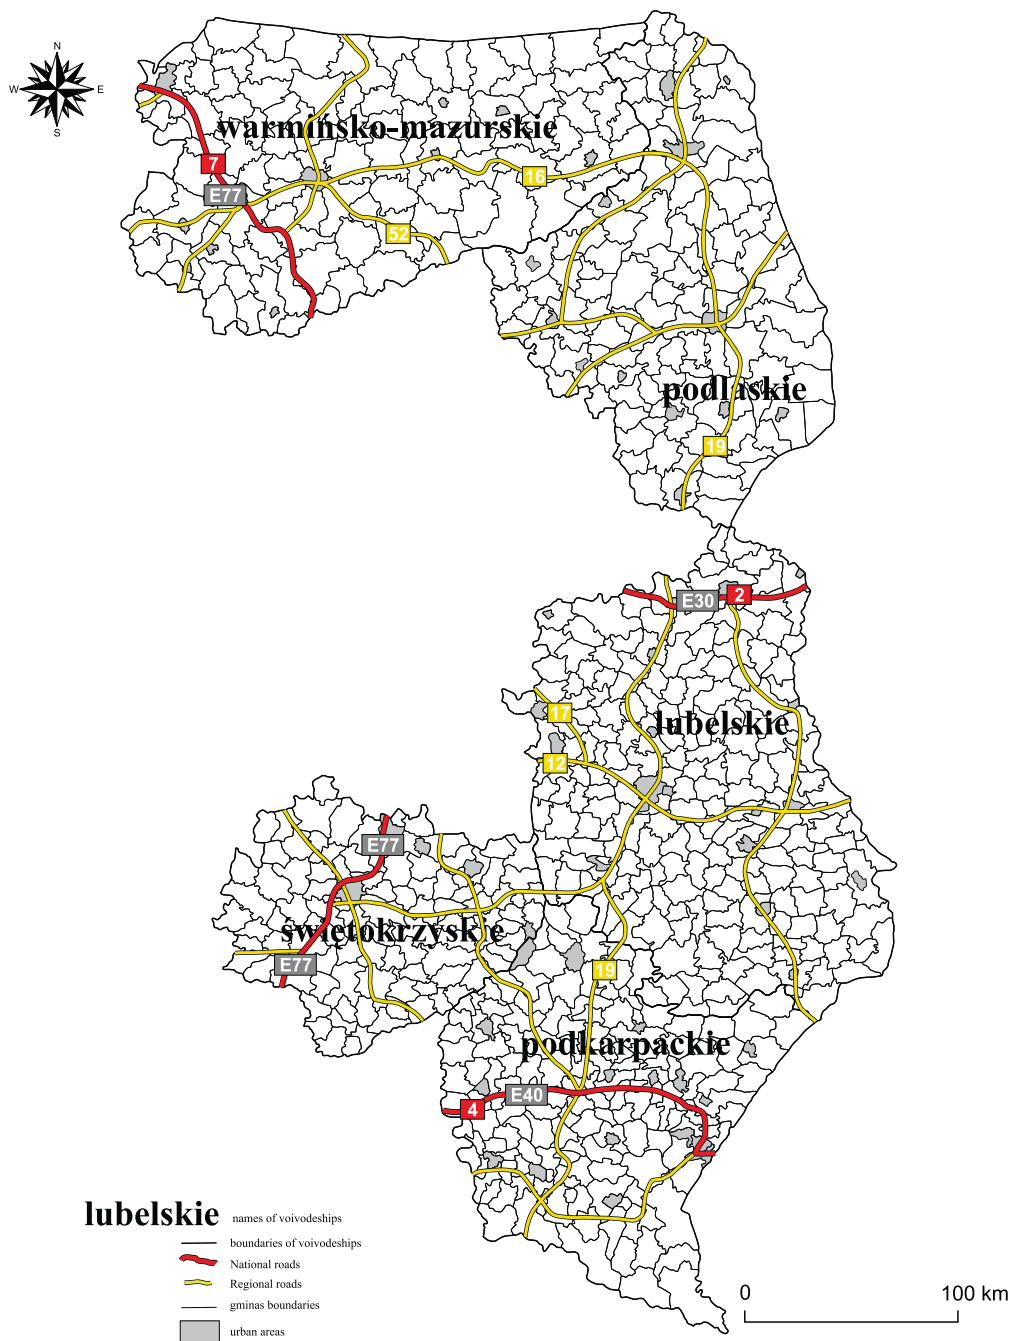 N
W E
S
warmińsko-mazurskie
7
E77
16
52
podlaskie
19
E30 2
17
lubelskie
12
E77
świętokrzyskie
E77
19
podkarpackie
E40
4
lubelskie names of voivodeships
boundaries of voivodeships
National roads
Regional roads
gminas boundaries
urban areas
0 100 km